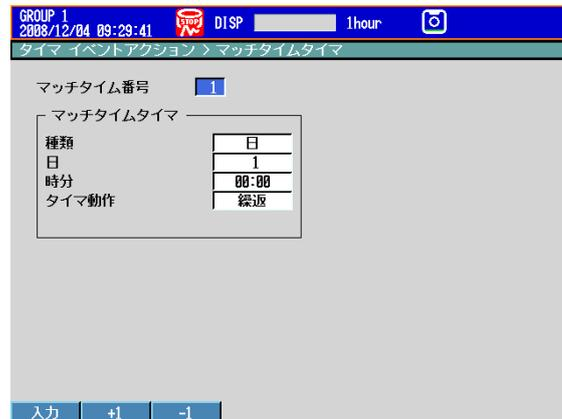 GROUP 1
2008/12/04 09:29:41 STOP DISP 1hour
タイマ イベントアクション > マッチタイムタイマ
マッチタイム番号 1
マッチタイムタイマ
種類 日
日 1
時分 00:00
タイマ動作 繰返
入力 +1 -1